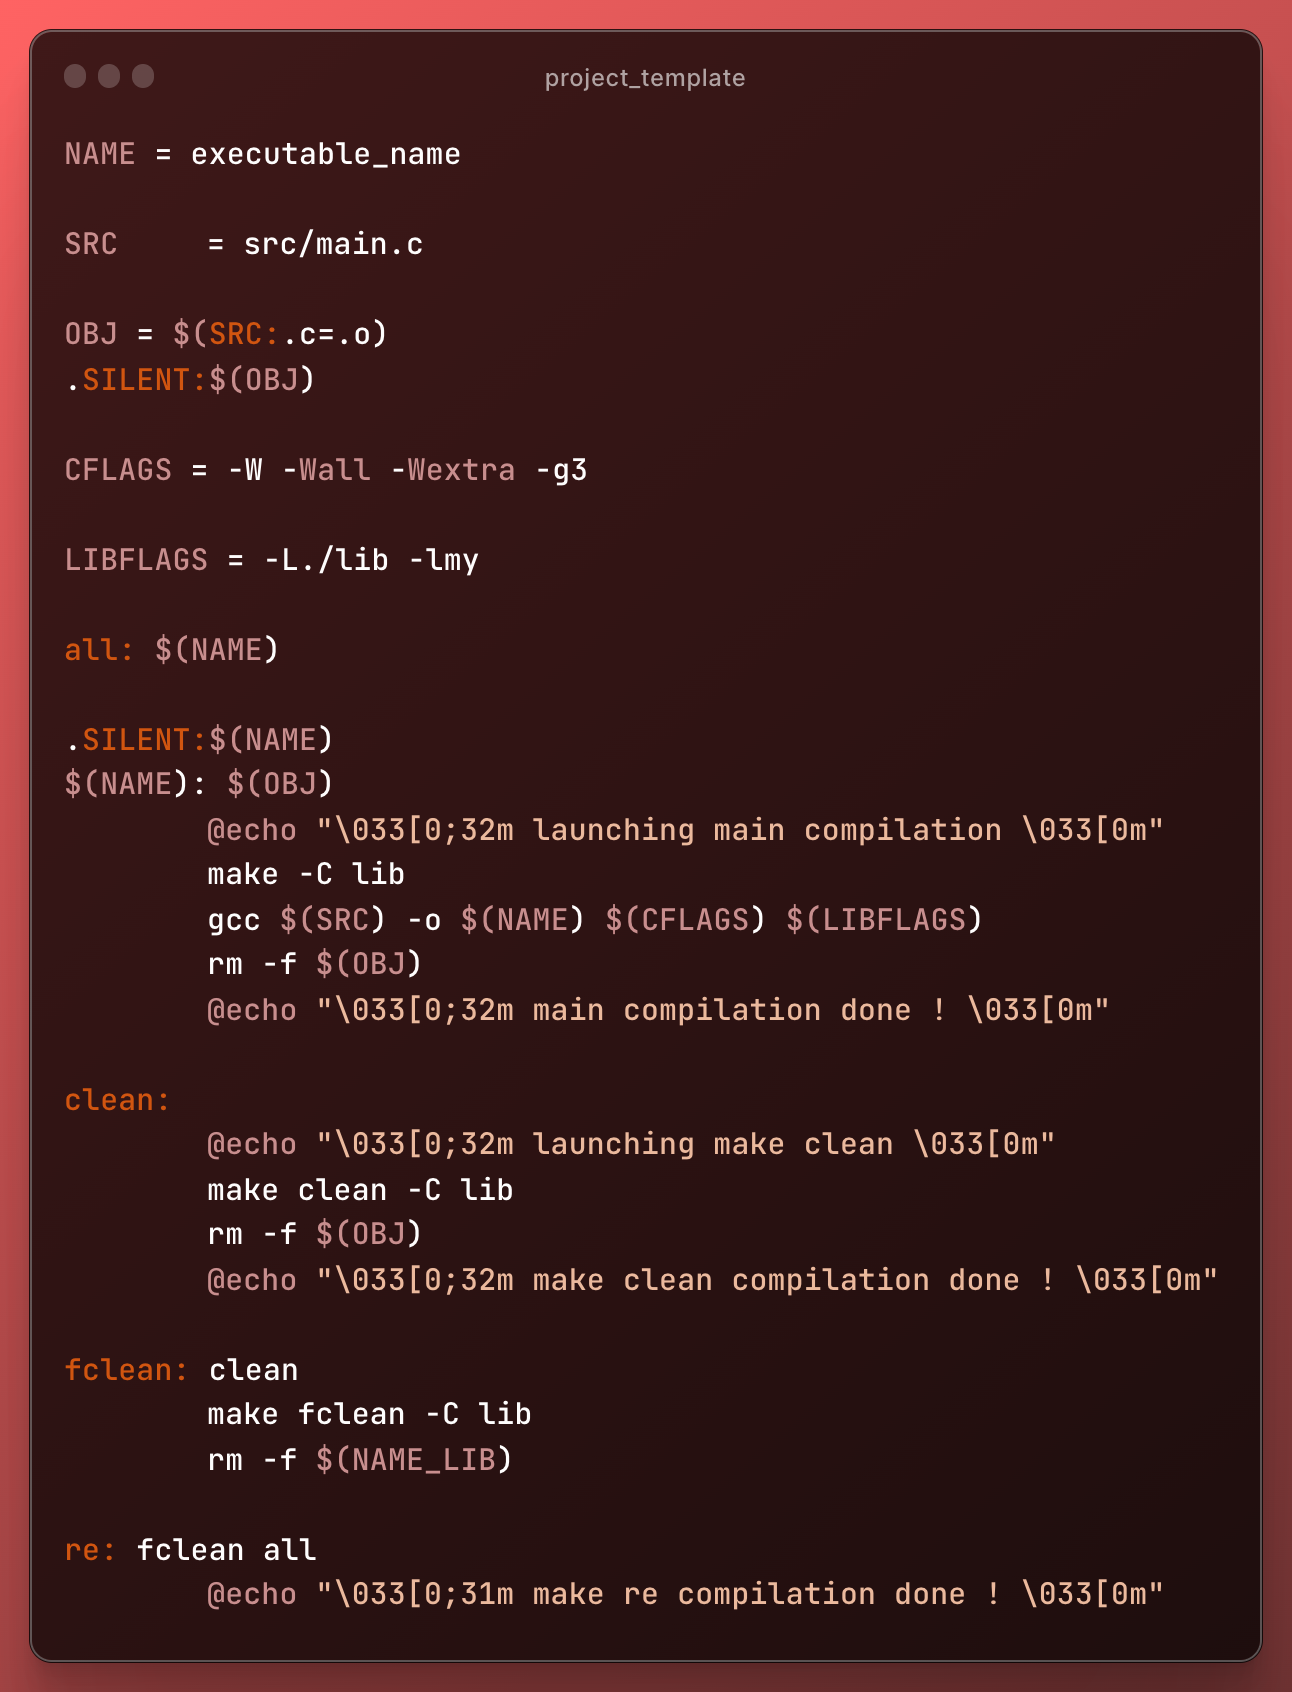 project_template
NAME = executable_name
SRC     = src/main.c
OBJ = $(SRC:.c=.o)
.SILENT:$(OBJ)
CFLAGS = -W -Wall -Wextra -g3
LIBFLAGS = -L./lib -lmy
all: $(NAME)
.SILENT:$(NAME)
$(NAME): $(OBJ)
        @echo "\033[0;32m launching main compilation \033[0m"
        make -C lib
        gcc $(SRC) -o $(NAME) $(CFLAGS) $(LIBFLAGS)
        rm -f $(OBJ)
        @echo "\033[0;32m main compilation done ! \033[0m"
clean:
        @echo "\033[0;32m launching make clean \033[0m"
        make clean -C lib
        rm -f $(OBJ)
        @echo "\033[0;32m make clean compilation done ! \033[0m"
fclean: clean
        make fclean -C lib
        rm -f $(NAME_LIB)
re: fclean all
        @echo "\033[0;31m make re compilation done ! \033[0m"